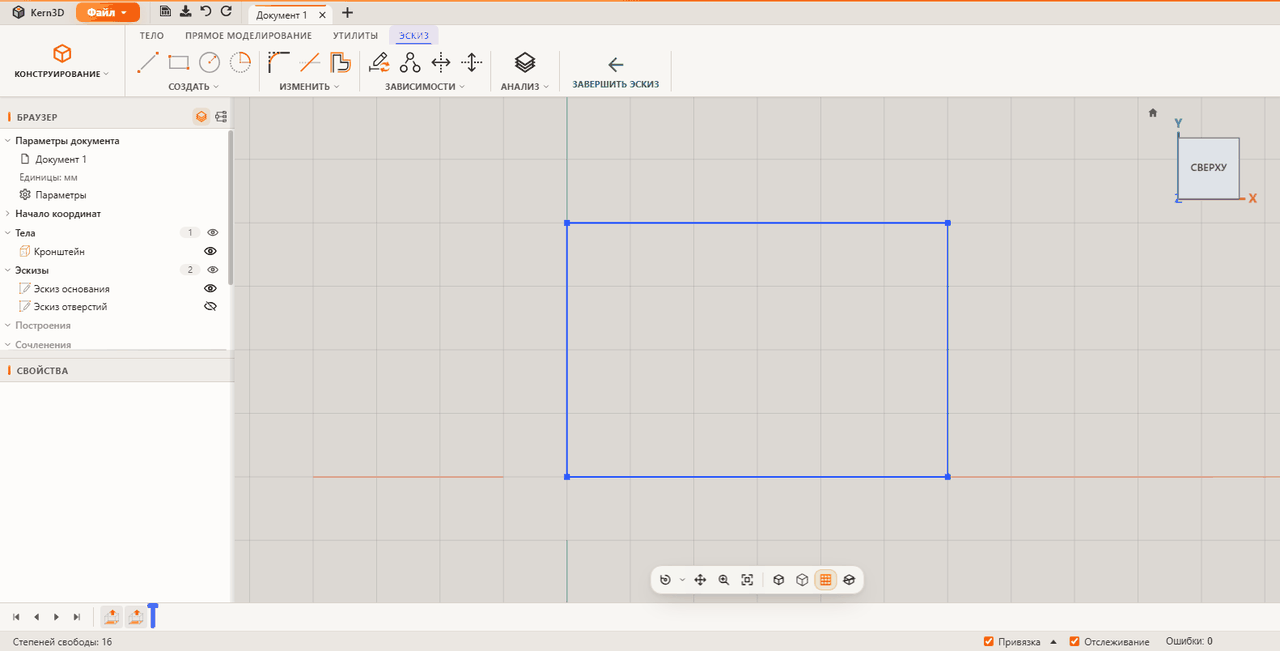 Kern3D
Файл
Документ 1
ТЕЛО
ПРЯМОЕ МОДЕЛИРОВАНИЕ
УТИЛИТЫ
ЭСКИЗ
КОНСТРУИРОВАНИЕ
СОЗДАТЬ
ИЗМЕНИТЬ
ЗАВИСИМОСТИ
АНАЛИЗ
ЗАВЕРШИТЬ ЭСКИЗ
БРАУЗЕР
Параметры документа
Документ 1
Единицы: мм
Параметры
Начало координат
Тела 1
Кронштейн
Эскизы 2
Эскиз основания
Эскиз отверстий
Построения
Сочленения
СВОЙСТВА
Y
СВЕРХУ
Z
X
Степеней свободы: 16
Привязка
Отслеживание
Ошибки: 0